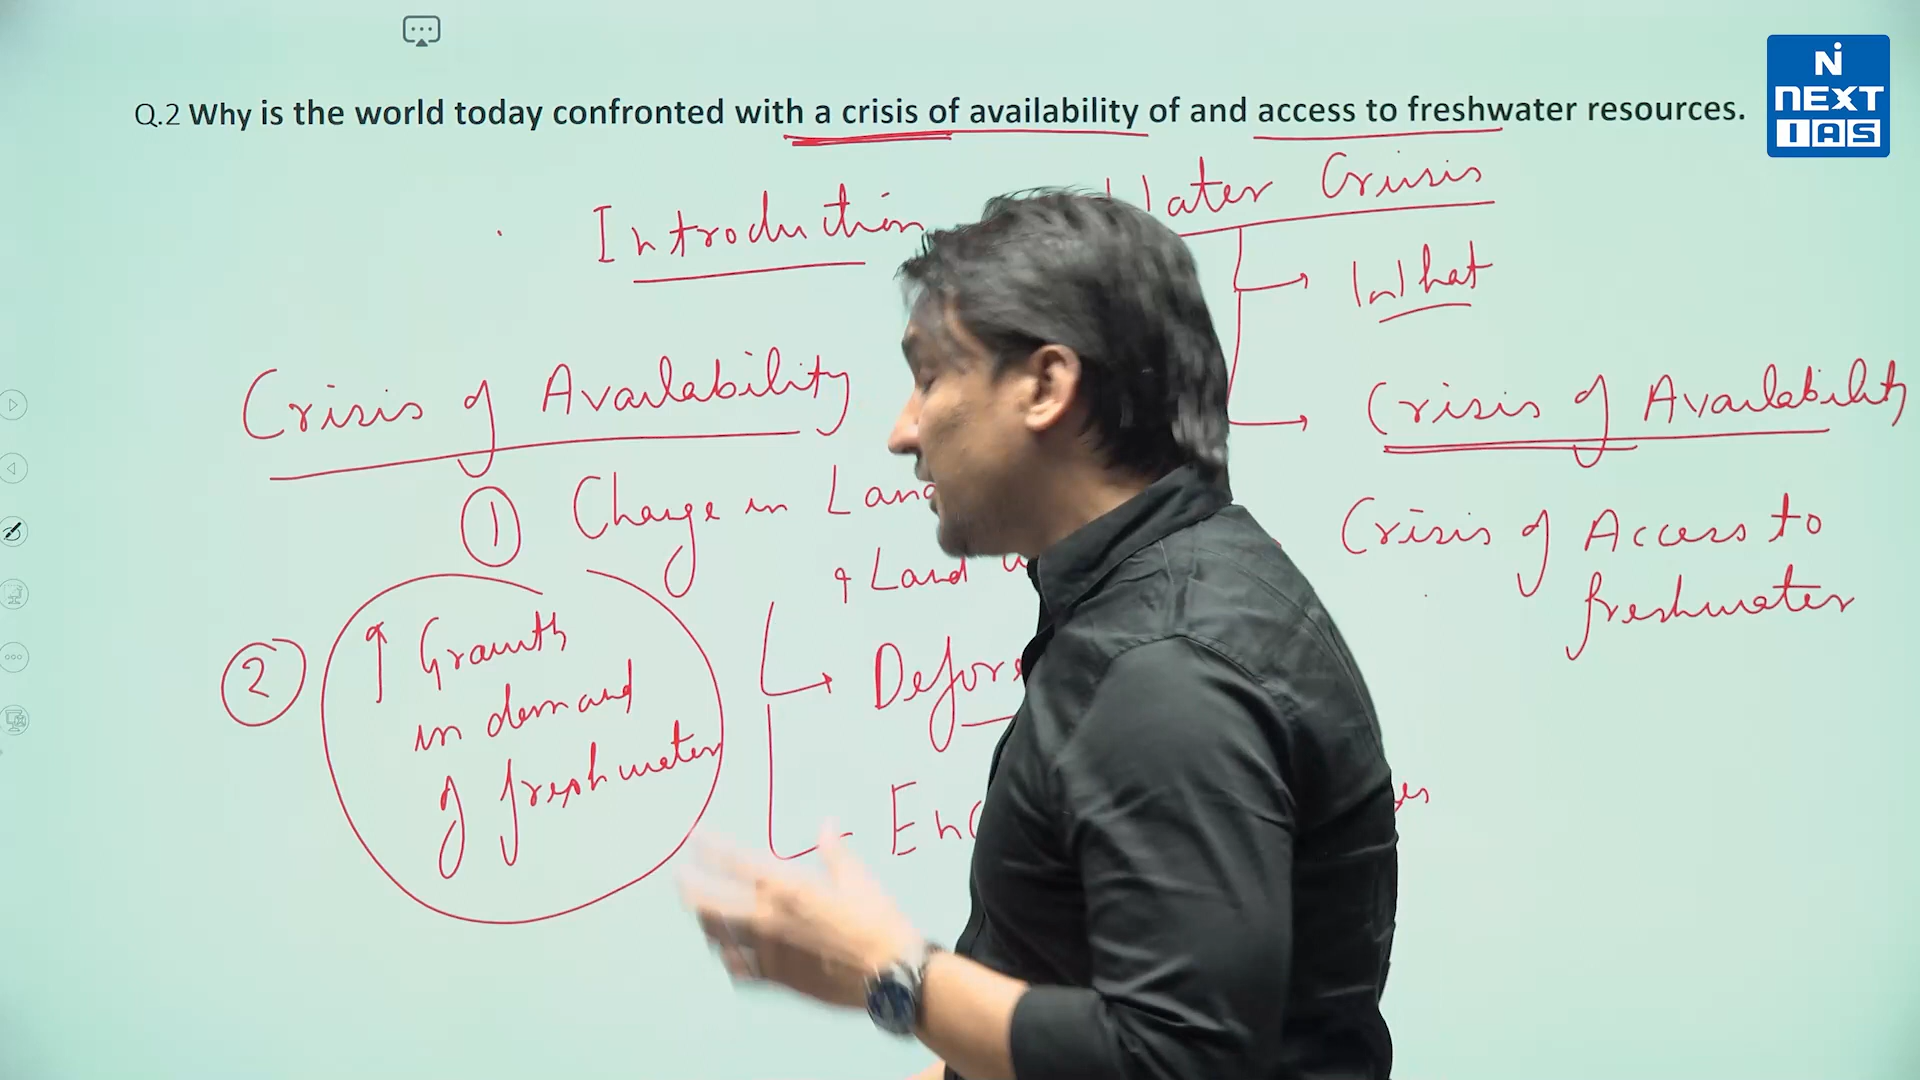 Q.2 Why is the world today confronted with a crisis of availability of and access to freshwater resources.
NEXT
IAS
Introduction
Water Crisis
What
Crisis of Availability
Crisis of Availability
① Change in Land
& Land
Crisis of Access to
freshwater
② ↑ Growth
in demand
of freshwater